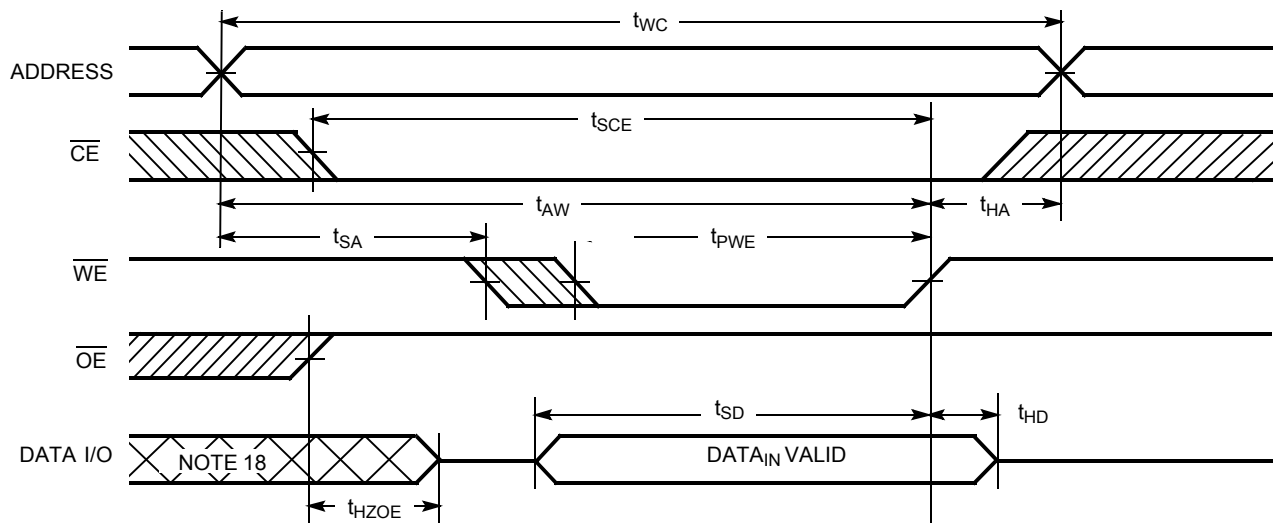 tWC
ADDRESS
tSCE
CE
tAW
tHA
tSA
tPWE
WE
OE
tSD
tHD
DATA I/O
NOTE 18
DATAIN VALID
tHZOE